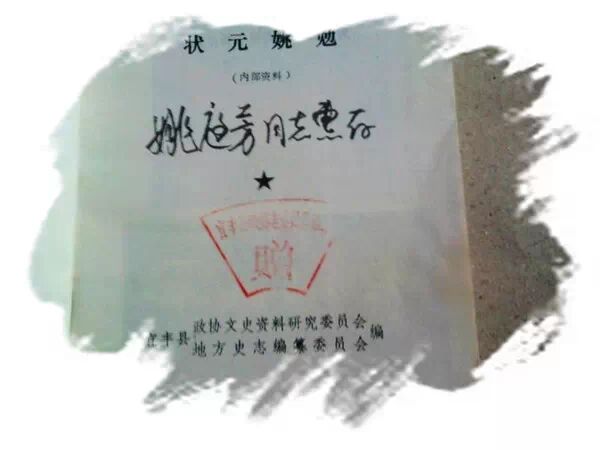 状元姚勉
(内部资料)
姚庭芳同志惠存
★
赠
宜丰县政协文史资料研究委员会
地方史志编纂委员会编